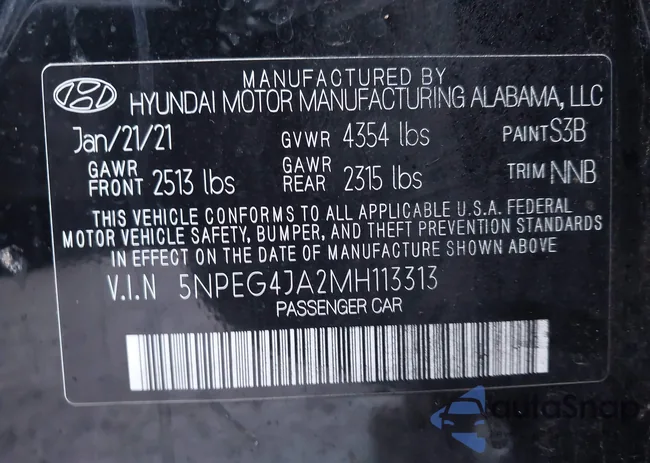 MANUFACTURED BY
HYUNDAI MOTOR MANUFACTURING ALABAMA, LLC
Jan/21/21 GVWR 4354 lbs PAINT S3B
GAWR FRONT 2513 lbs GAWR REAR 2315 lbs TRIM NNB
THIS VEHICLE CONFORMS TO ALL APPLICABLE U.S.A. FEDERAL
MOTOR VEHICLE SAFETY, BUMPER, AND THEFT PREVENTION STANDARDS
IN EFFECT ON THE DATE OF MANUFACTURE SHOWN ABOVE
V.I.N 5NPEG4JA2MH113313
PASSENGER CAR
autoSnap